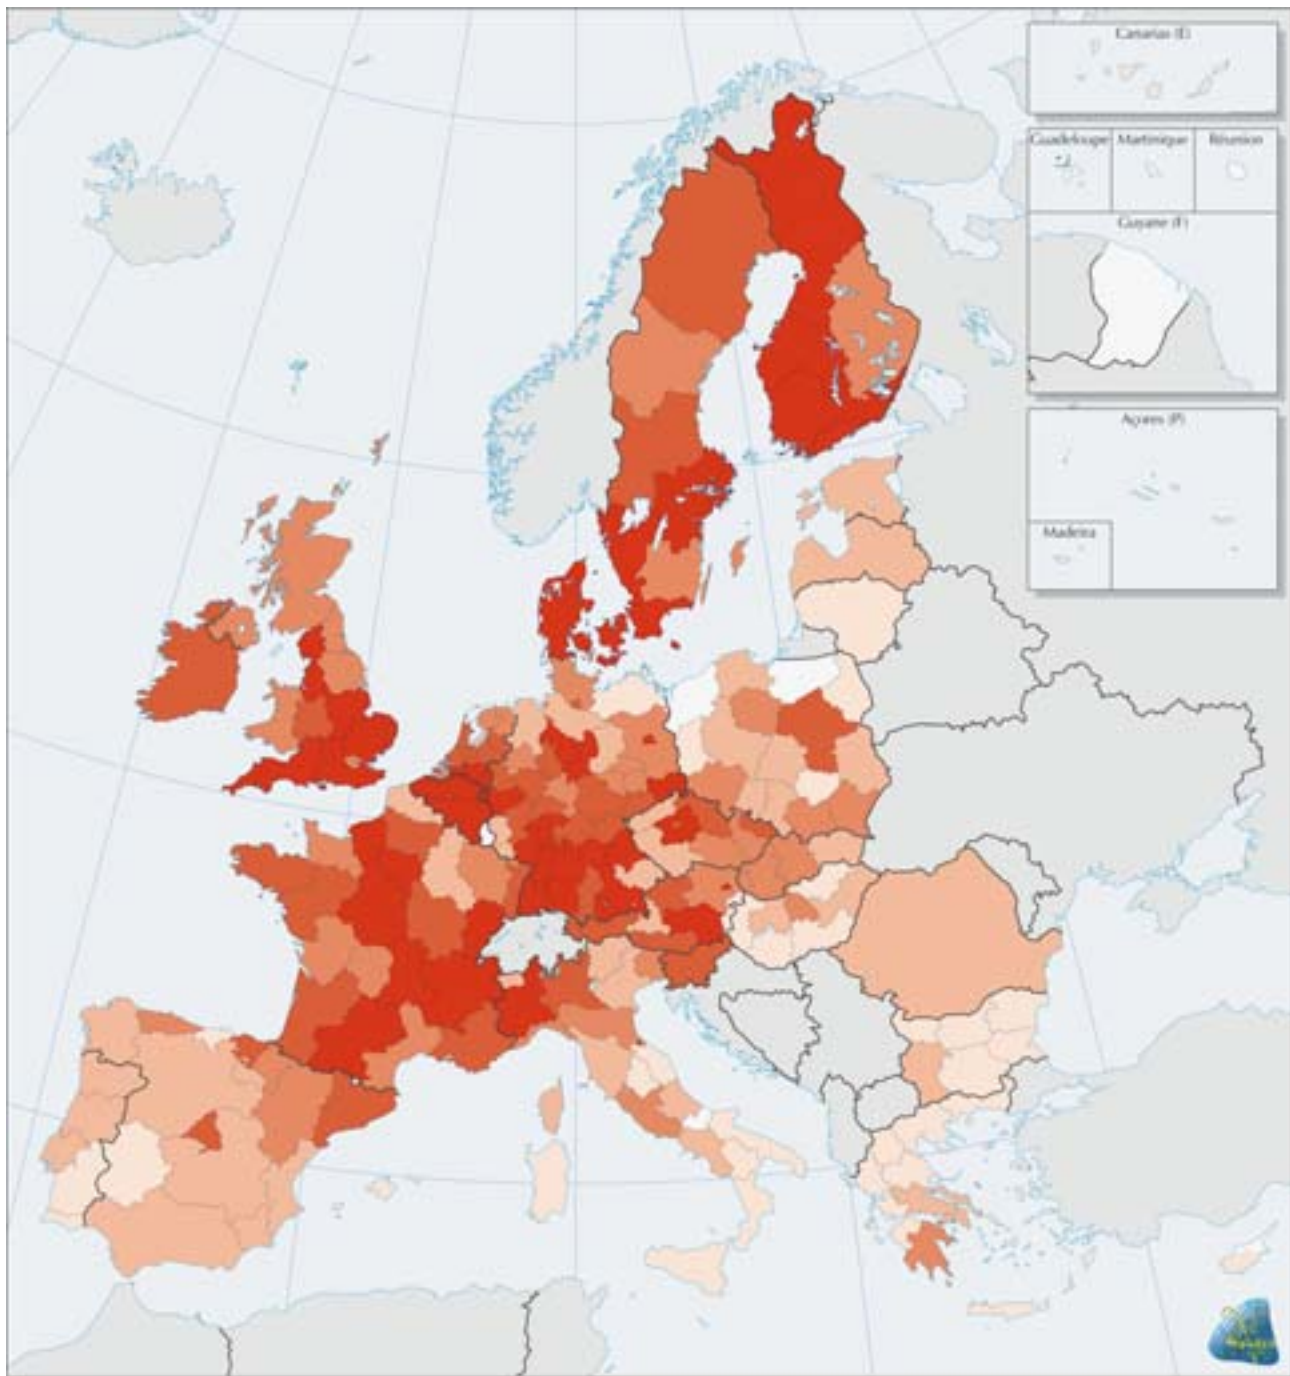 Canarias (E)
Guadeloupe
Martinique
Réunion
Guyane (F)
Açores (P)
Madeira